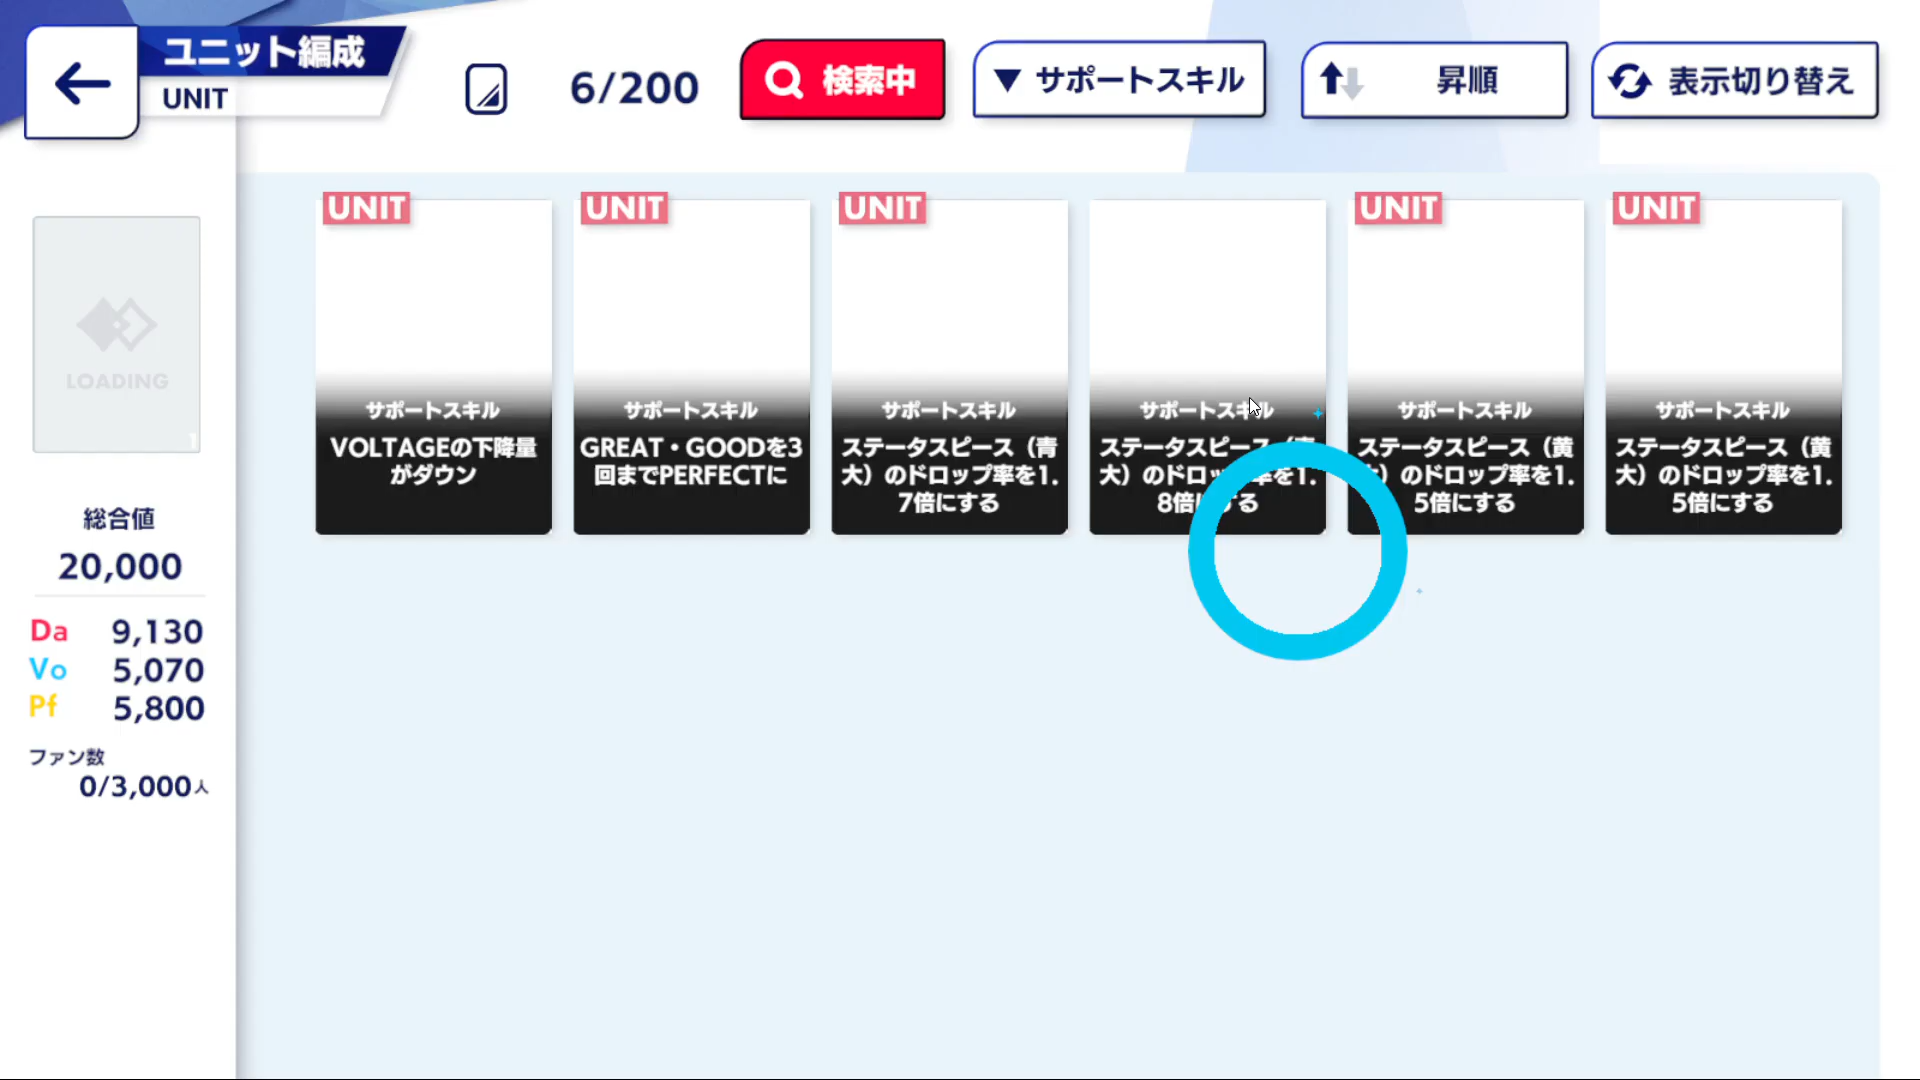 ユニット編成
UNIT
6/200
検索中
▼ サポートスキル
昇順
表示切り替え
LOADING
1
総合値
20,000
Da 9,130
Vo 5,070
Pf 5,800
ファン数
0/3,000人
UNIT
サポートスキル
VOLTAGEの下降量
がダウン
UNIT
サポートスキル
GREAT・GOODを3
回までPERFECTに
UNIT
サポートスキル
ステータスピース（青
大）のドロップ率を1.
7倍にする
サポートスキル
ステータスピース
大）のドロップ率を1.
8倍にする
UNIT
サポートスキル
ステータスピース（黄
大）のドロップ率を1.
5倍にする
UNIT
サポートスキル
ステータスピース（黄
大）のドロップ率を1.
5倍にする